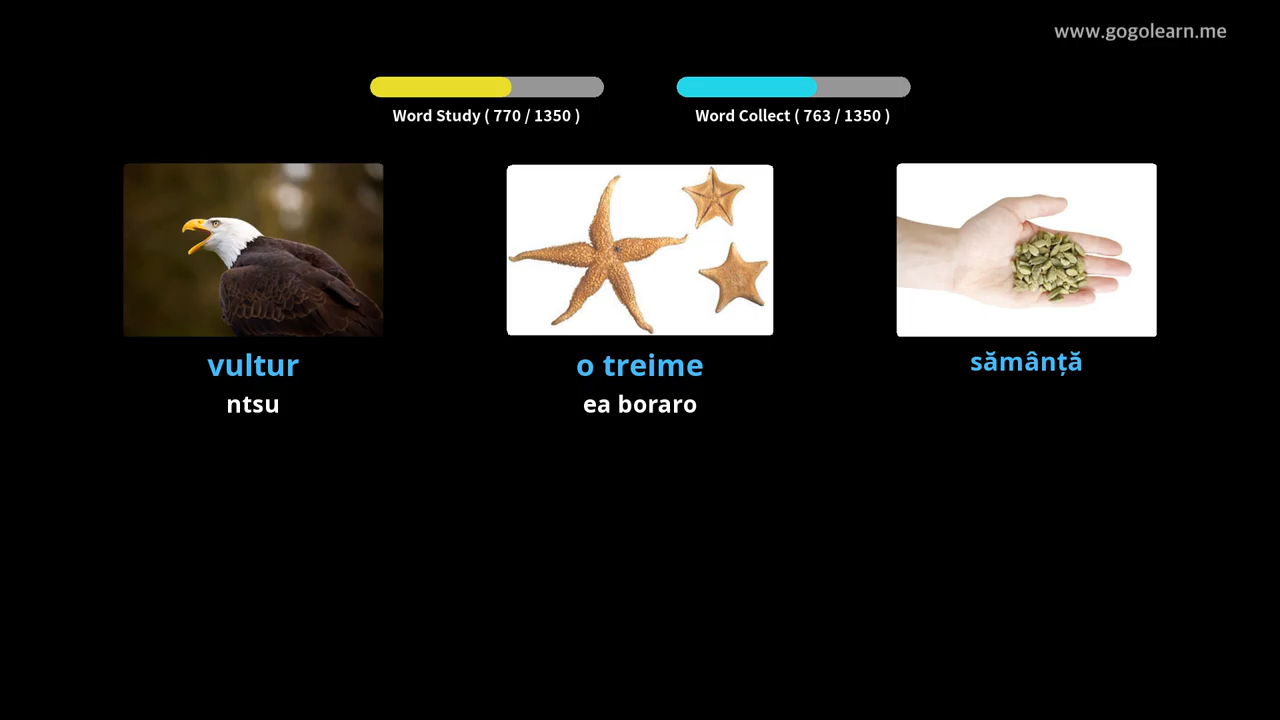 www.gogolearn.me
Word Study ( 770 / 1350 )
Word Collect ( 763 / 1350 )
vultur
ntsu
o treime
ea boraro
sămânță